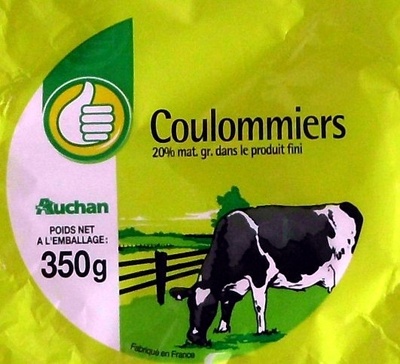 Coulommiers
20% mat. gr. dans le produit fini
Auchan
POIDS NET
A L'EMBALLAGE:
350g
Fabriqué en France